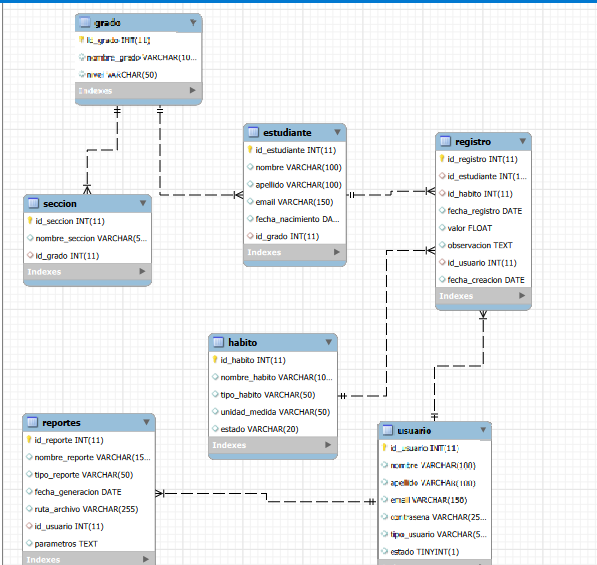 grado
id_grado INT(11)
nombre_grado VARCHAR(10...
nivel VARCHAR(50)
Indexes
estudiante
id_estudiante INT(11)
nombre VARCHAR(100)
apellido VARCHAR(100)
email VARCHAR(150)
fecha_nacimiento DA...
id_grado INT(11)
Indexes
registro
id_registro INT(11)
id_estudiante INT(1...
id_habito INT(11)
fecha_registro DATE
valor FLOAT
observacion TEXT
id_usuario INT(11)
fecha_creacion DATE
Indexes
seccion
id_seccion INT(11)
nombre_seccion VARCHAR(5...
id_grado INT(11)
Indexes
habito
id_habito INT(11)
nombre_habito VARCHAR(10...
tipo_habito VARCHAR(50)
unidad_medida VARCHAR(50)
estado VARCHAR(20)
Indexes
reportes
id_reporte INT(11)
nombre_reporte VARCHAR(15...
tipo_reporte VARCHAR(50)
fecha_generacion DATE
ruta_archivo VARCHAR(255)
id_usuario INT(11)
parametros TEXT
Indexes
usuario
id_usuario INT(11)
nombre VARCHAR(100)
apellido VARCHAR(100)
email VARCHAR(150)
contrasena VARCHAR(25...
tipo_usuario VARCHAR(5...
estado TINYINT(1)